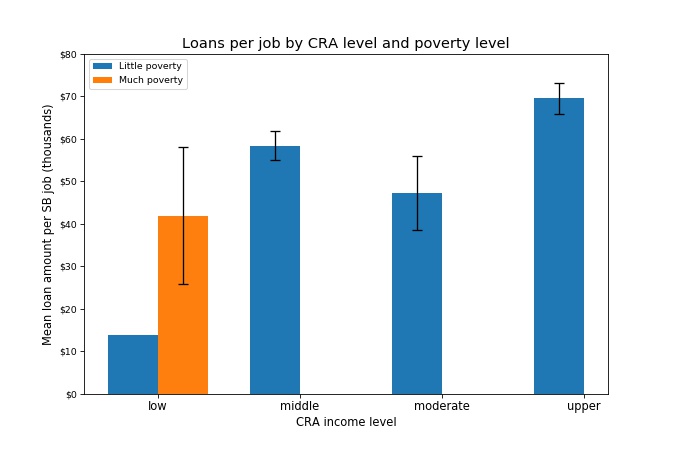 Loans per job by CRA level and poverty level
Little poverty
Much poverty
Mean loan amount per SB job (thousands)
$80
$70
$60
$50
$40
$30
$20
$10
$0
low
middle
moderate
upper
CRA income level